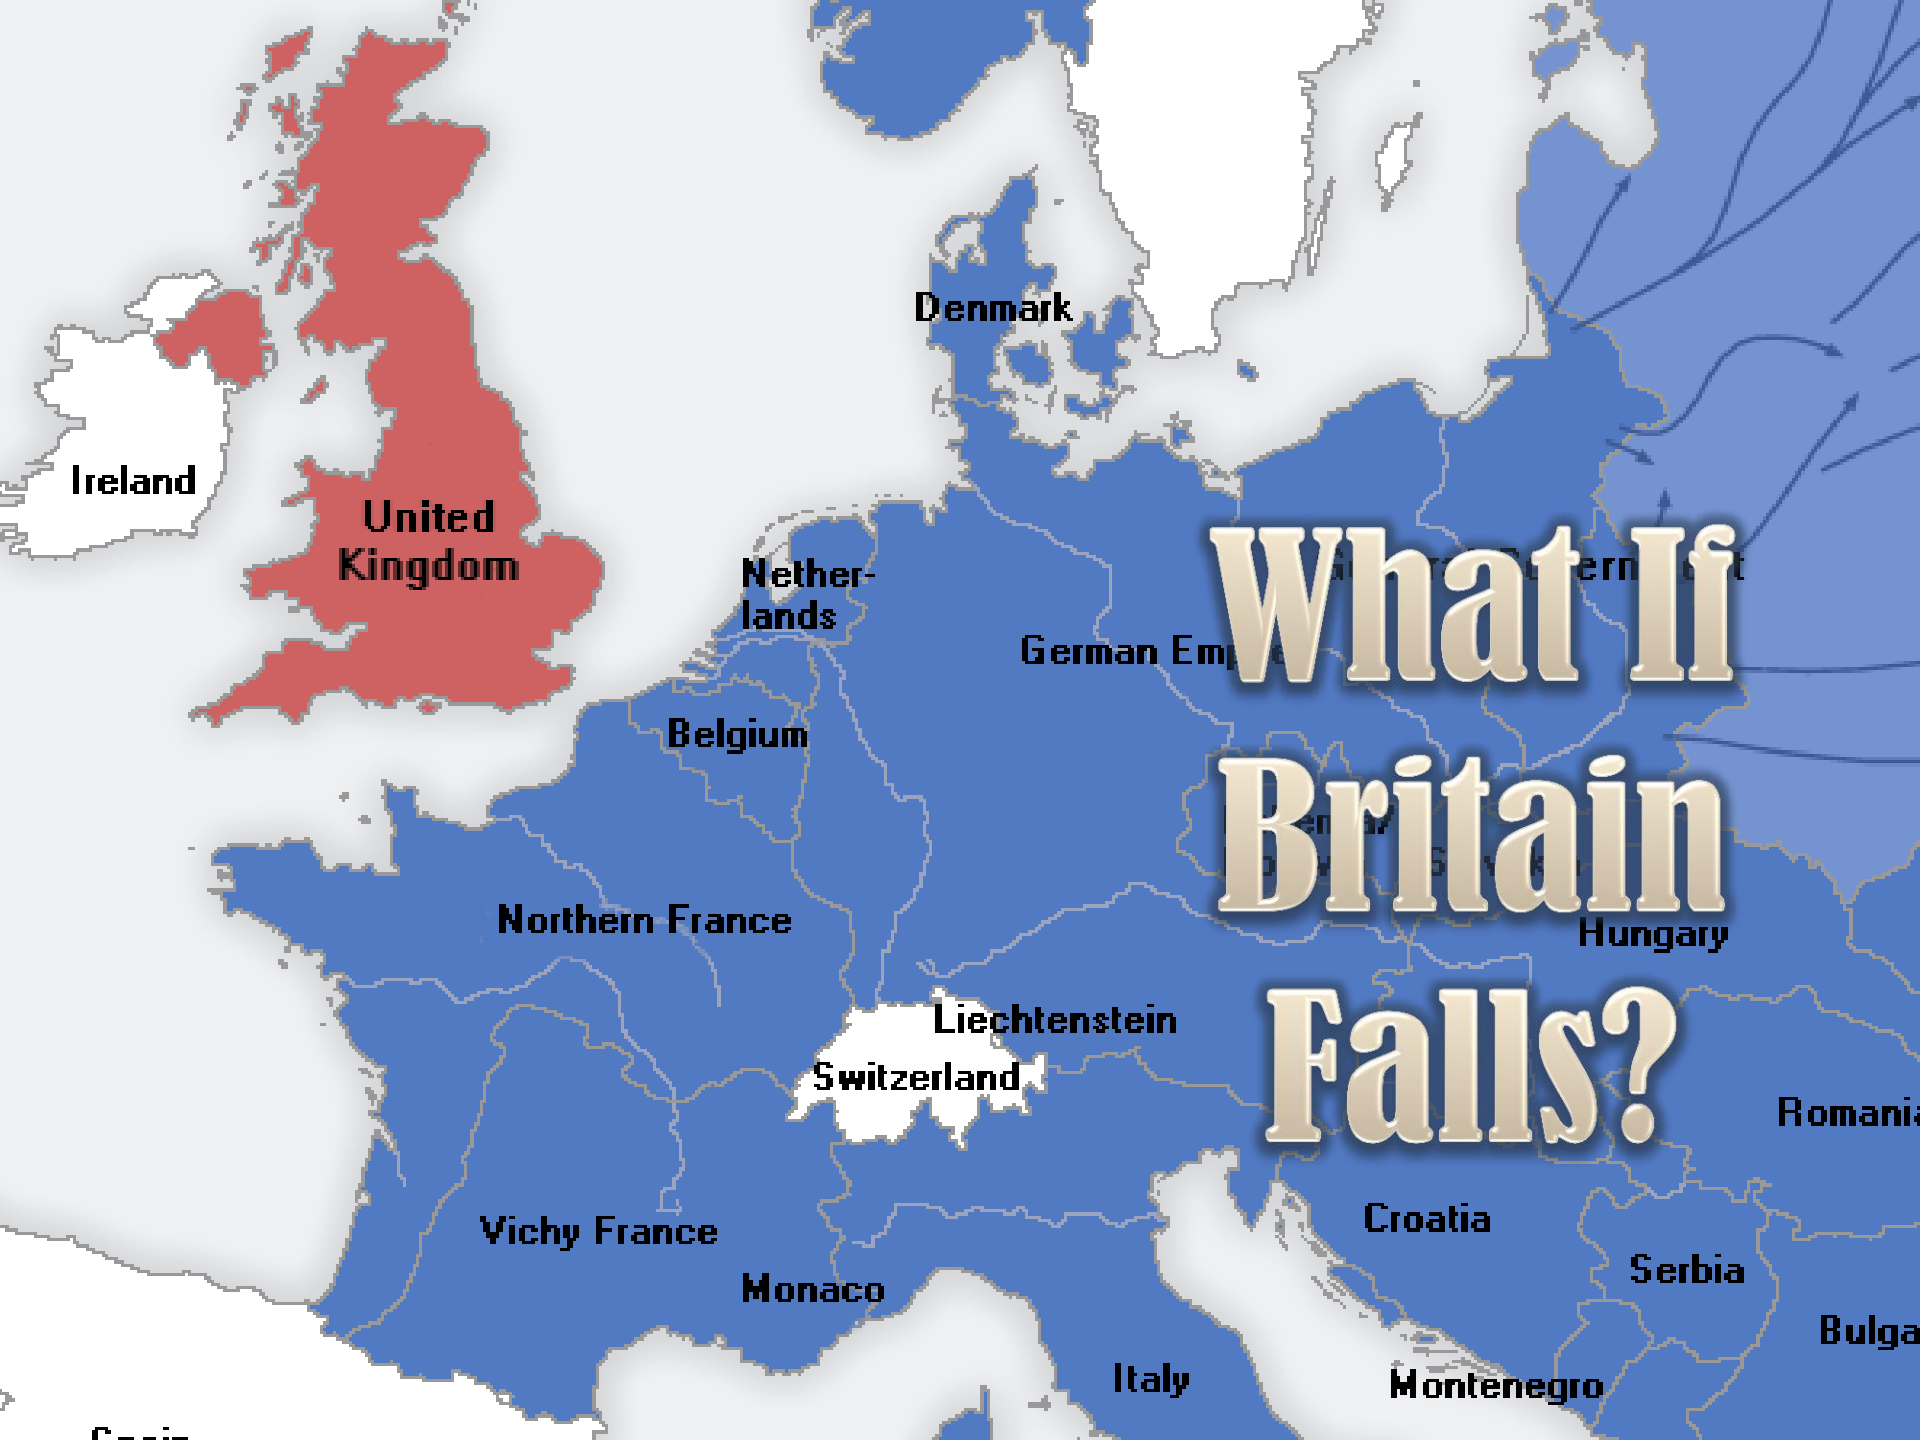 Denmark
Ireland
United
Kingdom
Nether-
lands
German
What If
Belgium
Britain
Northern France
Hungary
Falls?
Liechtenstein
Switzerland
Romania
Vichy France
Croatia
Serbia
Monaco
Bulga
Italy
Montenegro